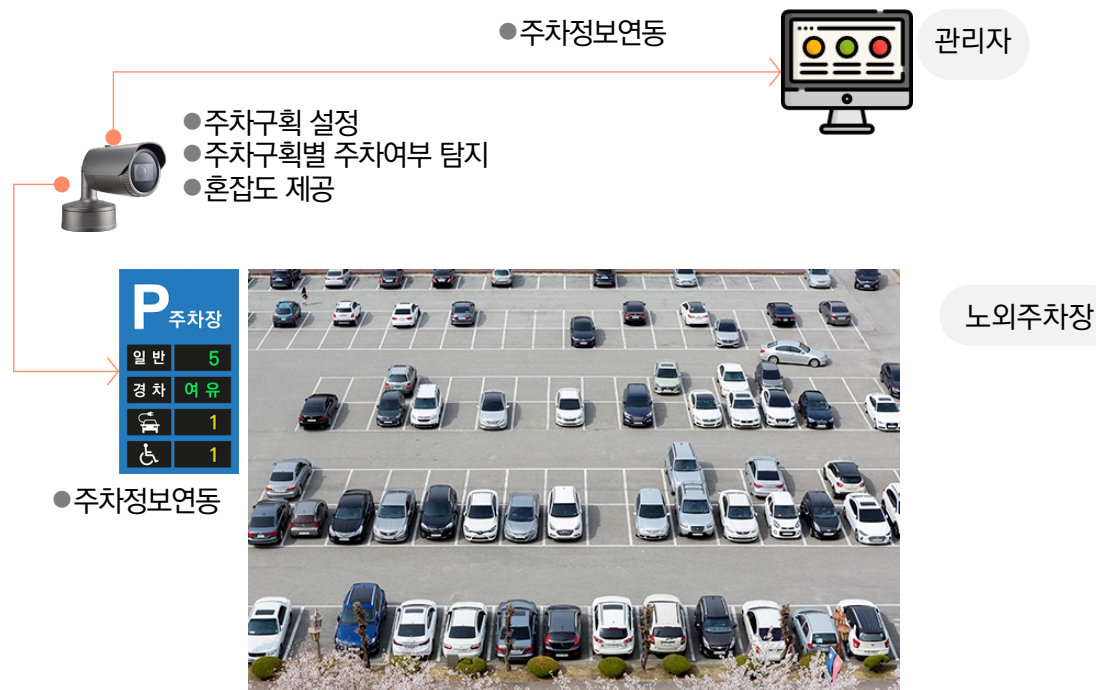 ●주차정보연동
관리자
●주차구획 설정
●주차구획별 주차여부 탐지
●혼잡도 제공
P주차장
일반 5
경차 여유
1
1
노외주차장
●주차정보연동